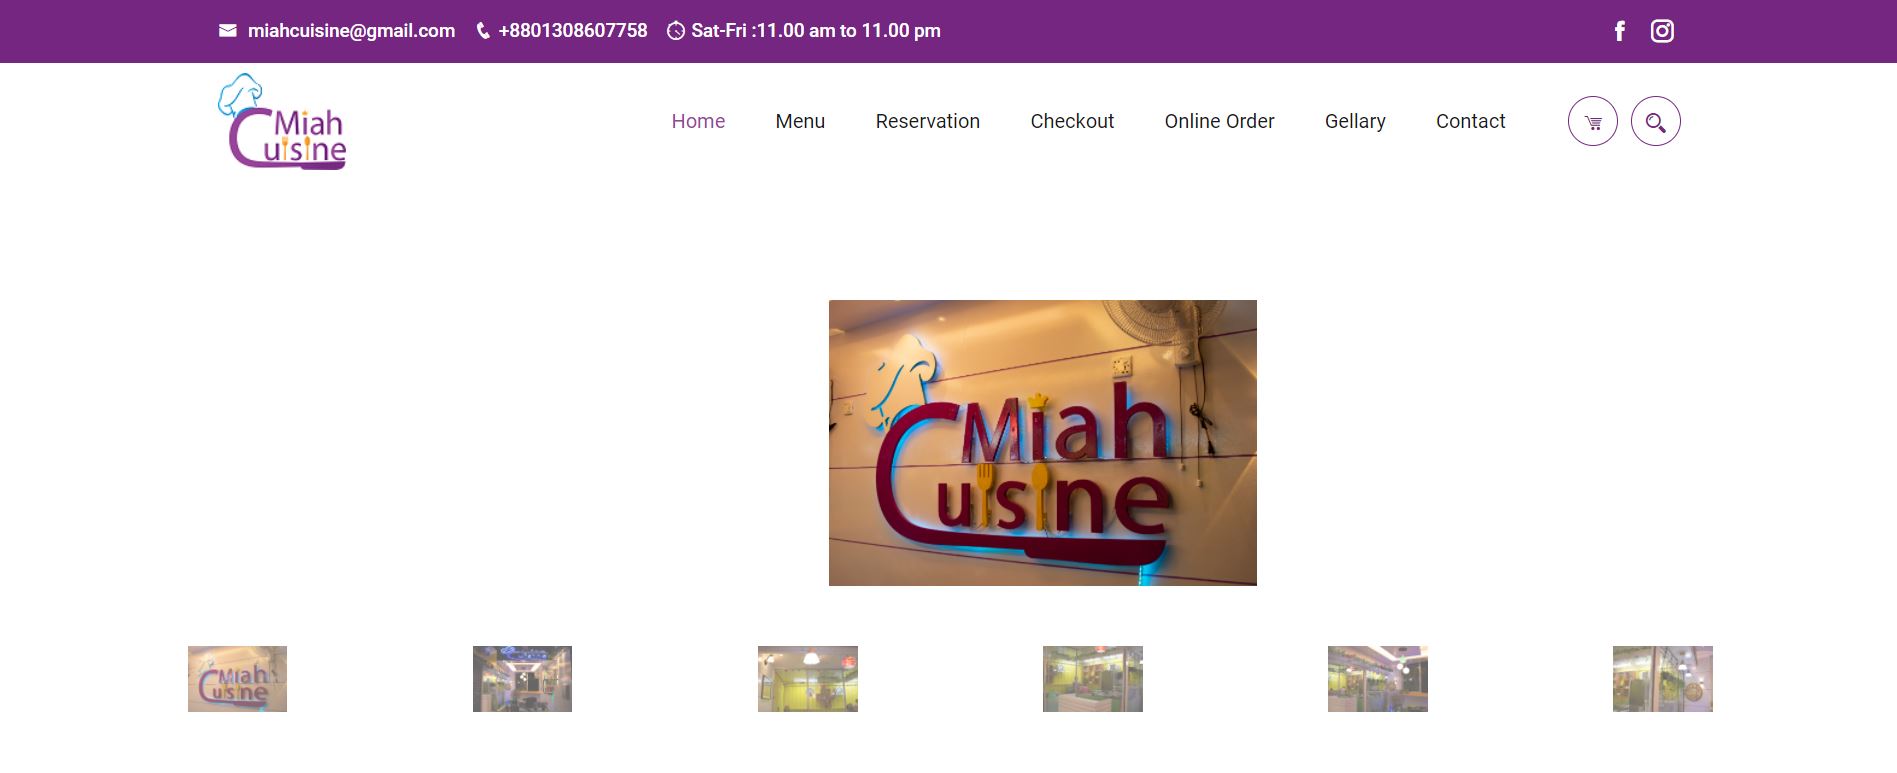 miahcuisine@gmail.com +8801308607758 Sat-Fri :11.00 am to 11.00 pm
Miah
Cuisine
Home Menu Reservation Checkout Online Order Gellary Contact
Miah
Cuisine
Miah
Cuisine